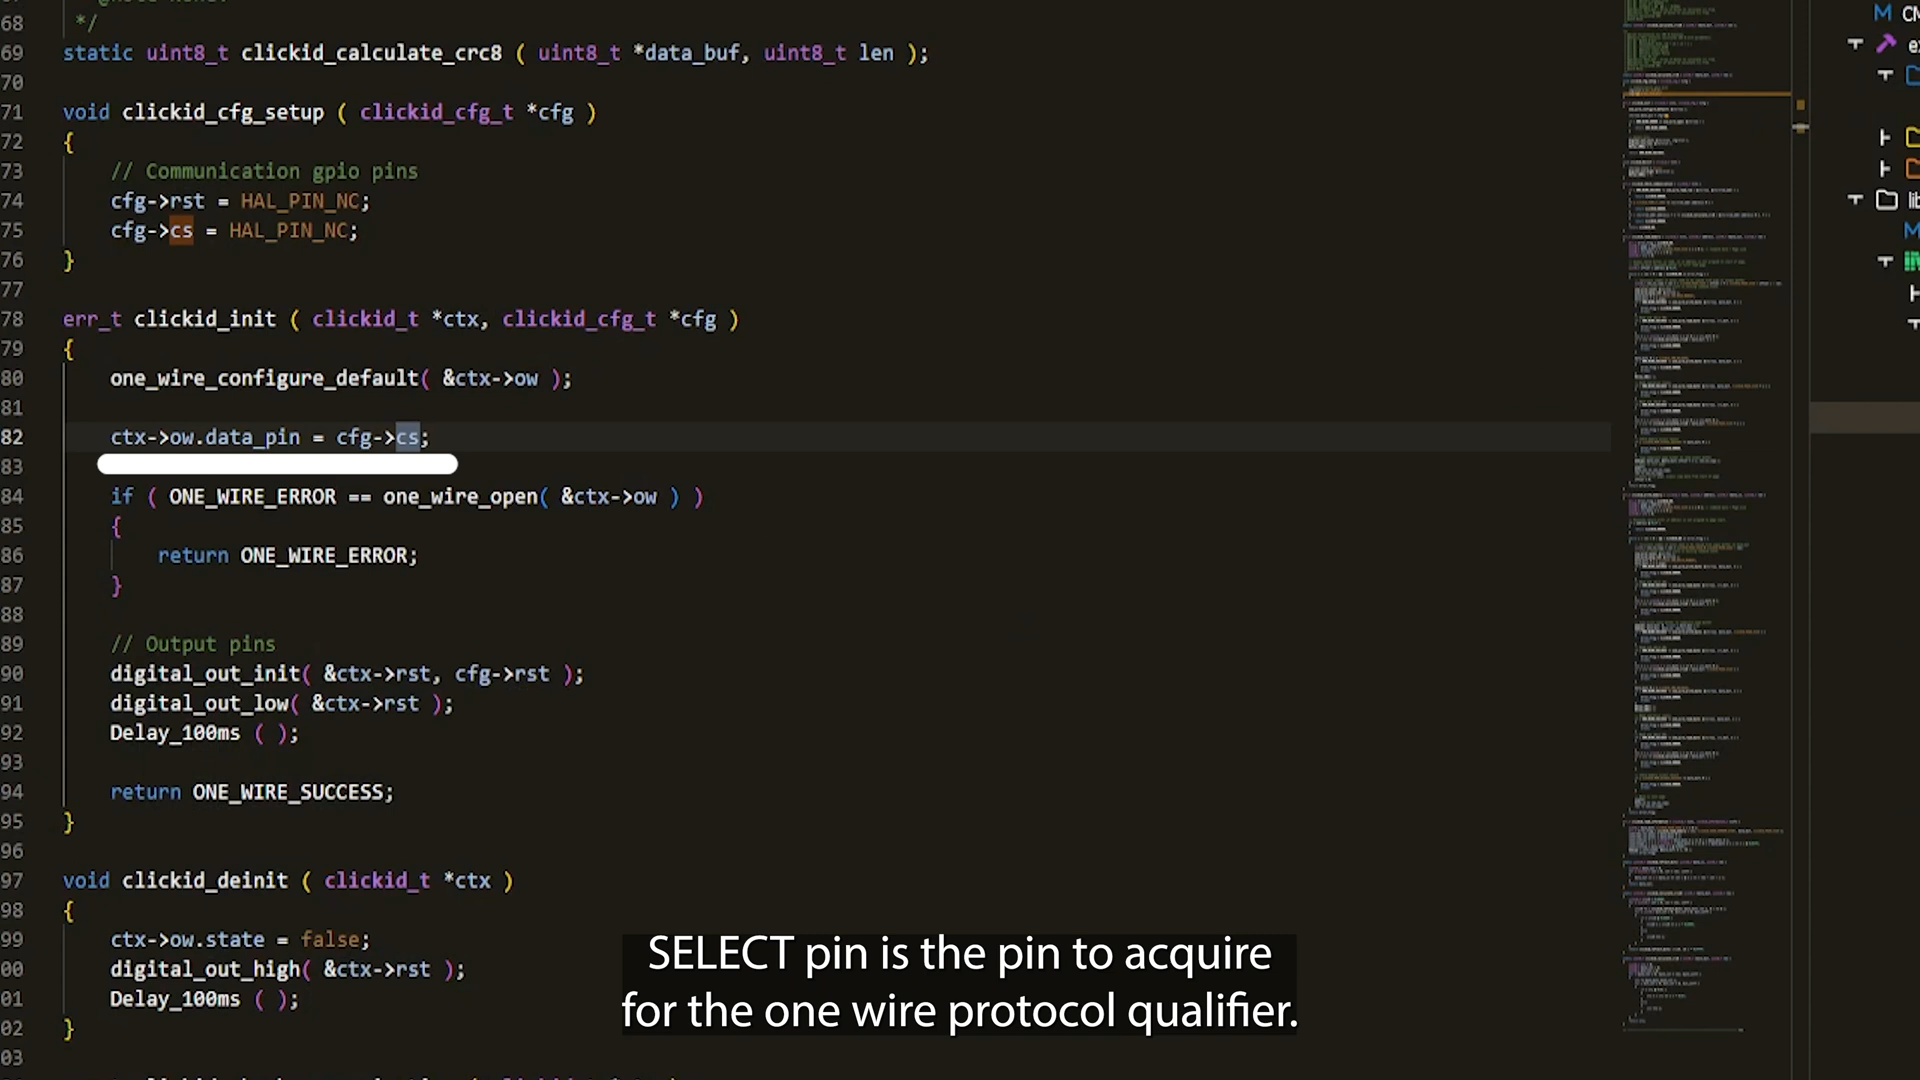 68 */
69 static uint8_t clickid_calculate_crc8 ( uint8_t *data_buf, uint8_t len );
70
71 void clickid_cfg_setup ( clickid_cfg_t *cfg )
72 {
73 // Communication gpio pins
74 cfg->rst = HAL_PIN_NC;
75 cfg->cs = HAL_PIN_NC;
76 }
77
78 err_t clickid_init ( clickid_t *ctx, clickid_cfg_t *cfg )
79 {
80 one_wire_configure_default( &ctx->ow );
81
82 ctx->ow.data_pin = cfg->cs;
83
84 if ( ONE_WIRE_ERROR == one_wire_open( &ctx->ow ) )
85 {
86 return ONE_WIRE_ERROR;
87 }
88
89 // Output pins
90 digital_out_init( &ctx->rst, cfg->rst );
91 digital_out_low( &ctx->rst );
92 Delay_100ms ( );
93
94 return ONE_WIRE_SUCCESS;
95 }
96
97 void clickid_deinit ( clickid_t *ctx )
98 {
99 ctx->ow.state = false;
00 digital_out_high( &ctx->rst );
01 Delay_100ms ( );
02 }
03
SELECT pin is the pin to acquire
for the one wire protocol qualifier.